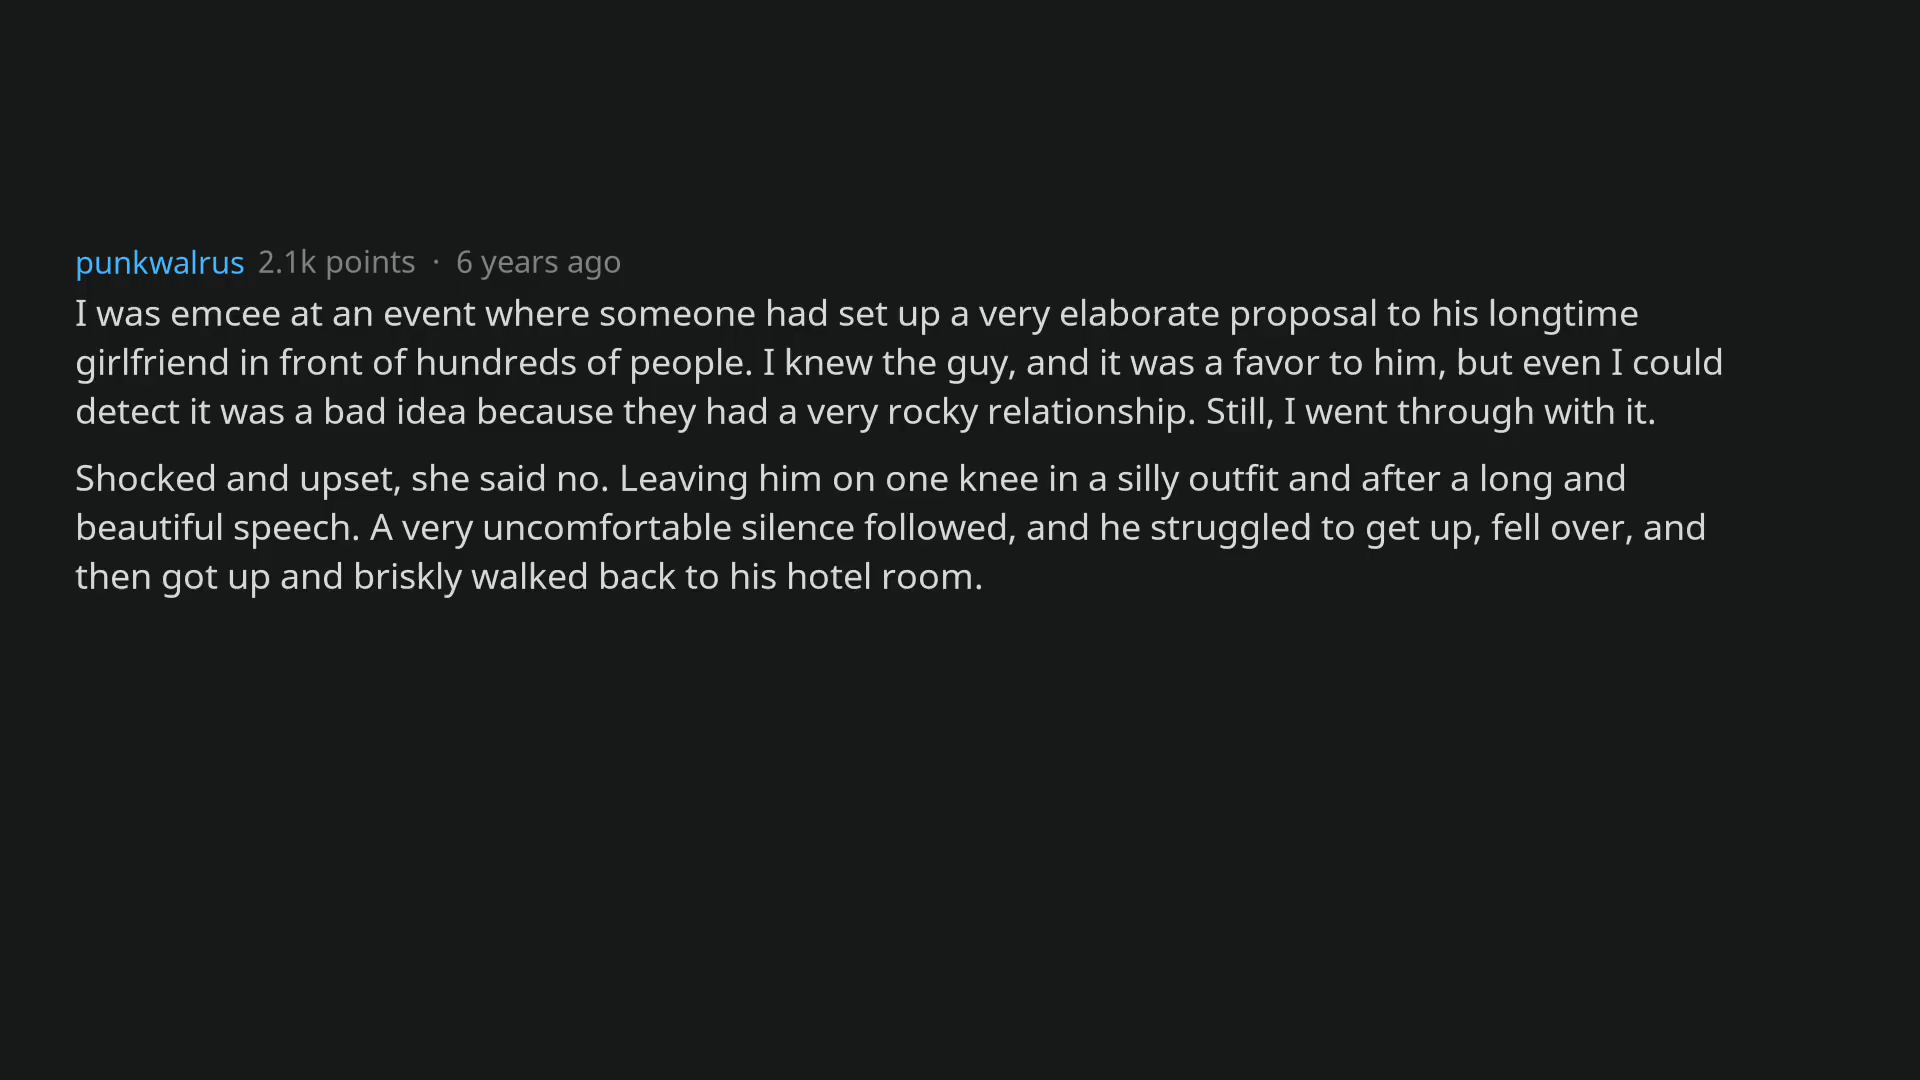 punkwalrus 2.1k points · 6 years ago
I was emcee at an event where someone had set up a very elaborate proposal to his longtime
girlfriend in front of hundreds of people. I knew the guy, and it was a favor to him, but even I could
detect it was a bad idea because they had a very rocky relationship. Still, I went through with it.
Shocked and upset, she said no. Leaving him on one knee in a silly outfit and after a long and
beautiful speech. A very uncomfortable silence followed, and he struggled to get up, fell over, and
then got up and briskly walked back to his hotel room.